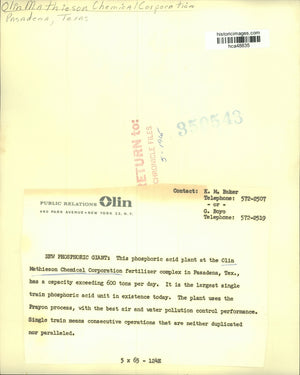 Olin Mathieson Chemical Corporation
Pasadena, Texas
historicimages.com
hca48835
350543
RETURN to:
CHRONICLE FILES
Contact: K. M. Buker
Telephone: 572-2507
- or -
G. Boyo
Telephone: 572-2519
PUBLIC RELATIONS Olin
460 PARK AVENUE • NEW YORK 22, N.Y.
NEW PHOSPHORIC GIANT: This phosphoric acid plant at the Olin
Mathieson Chemical Corporation fertilizer complex in Pasadena, Tex.,
has a capacity exceeding 600 tons per day. It is the largest single
train phosphoric acid unit in existence today. The plant uses the
Prayon process, with the best air and water pollution control performance.
Single train means consecutive operations that are neither duplicated
nor paralleled.
5 x 65 - 124H